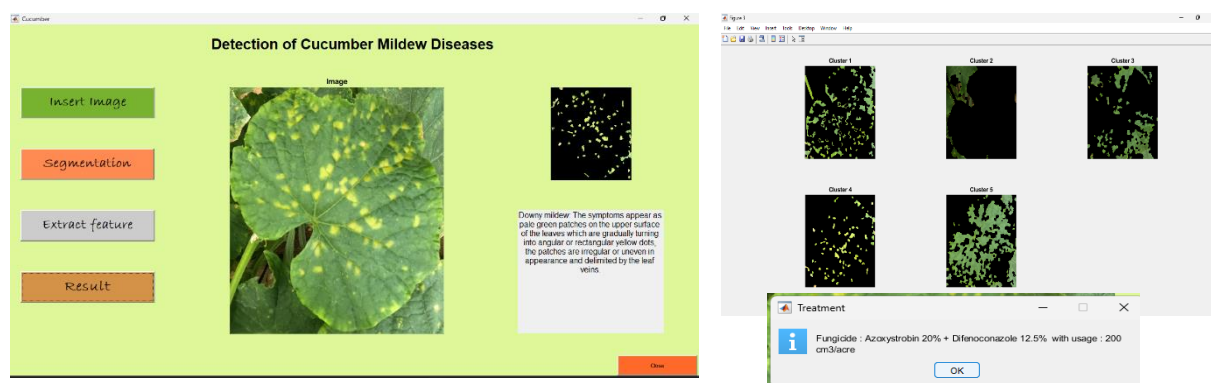 Cucumber
Detection of Cucumber Mildew Diseases
Insert Image
Segmentation
Extract feature
Result
Image
Downy mildew: The symptoms appear as
pale green patches on the upper surface
of the leaves which are gradually turning
into angular or rectangular yellow dots,
the patches are irregular or uneven in
appearance and delimited by the leaf
veins.
Close
Figure 1
File Edit View Insert Tools Desktop Window Help
Cluster 1
Cluster 2
Cluster 3
Cluster 4
Cluster 5
Treatment
Fungicide : Azoxystrobin 20% + Difenoconazole 12.5% with usage : 200
cm3/acre
OK